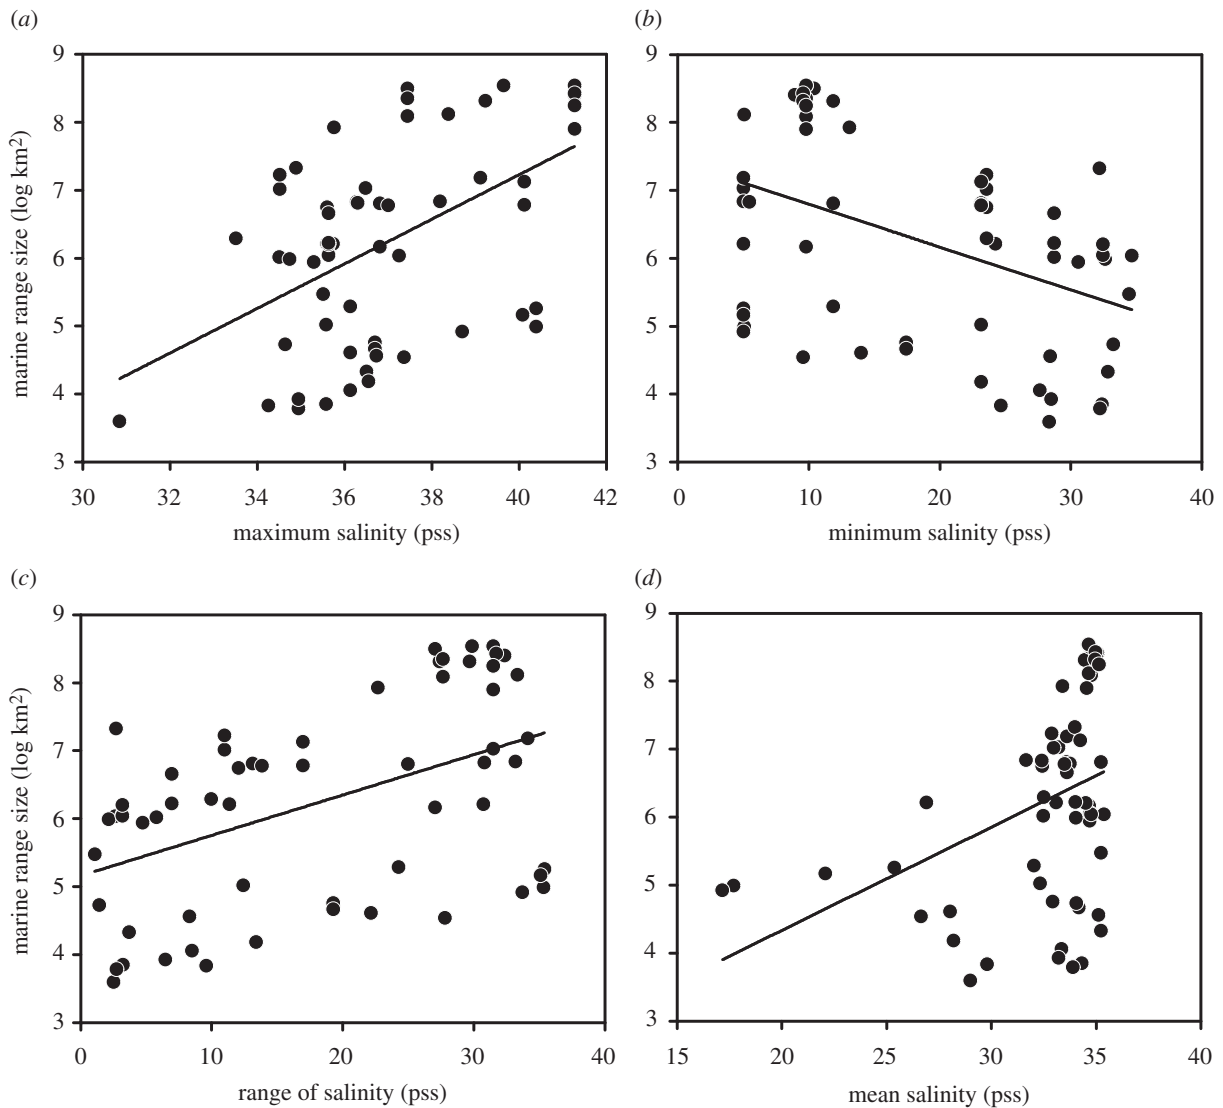 (a)
(b)
9
8
7
6
5
4
3
marine range size (log km2)
30 32 34 36 38 40 42
maximum salinity (pss)
9
8
7
6
5
4
3
0 10 20 30 40
minimum salinity (pss)
(c)
(d)
9
8
7
6
5
4
3
marine range size (log km2)
0 10 20 30 40
range of salinity (pss)
9
8
7
6
5
4
3
15 20 25 30 35 40
mean salinity (pss)